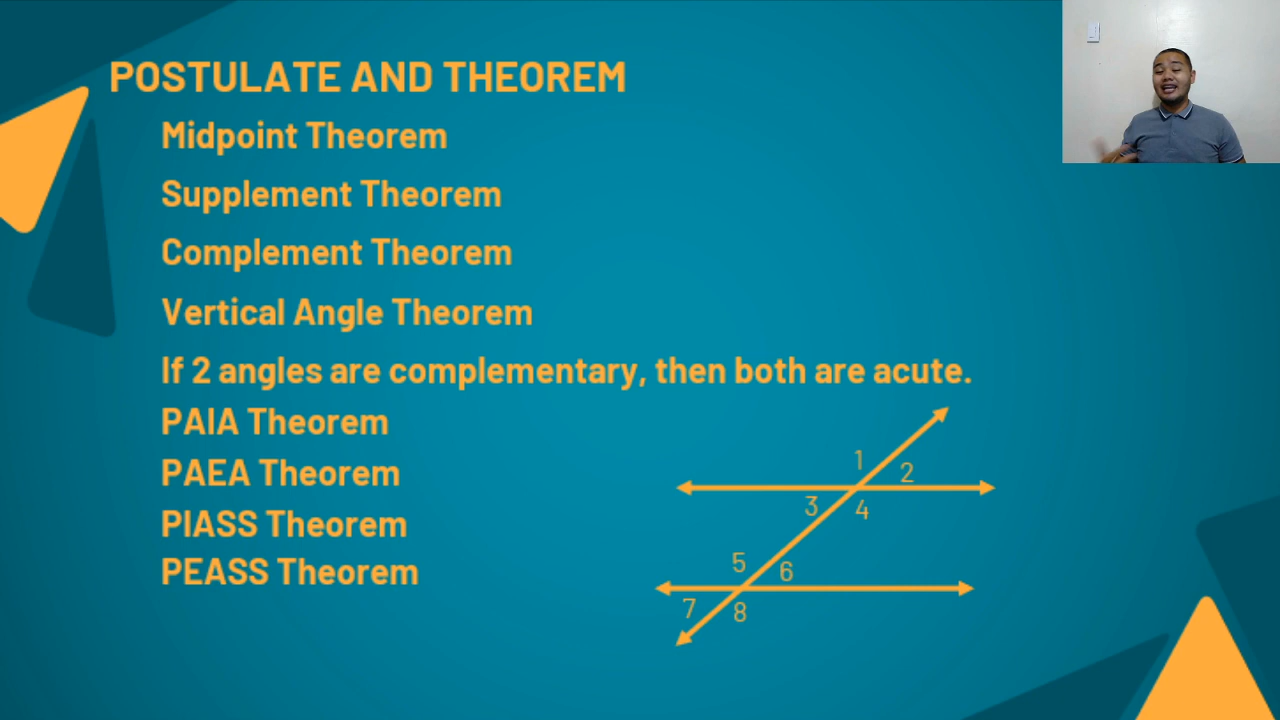 POSTULATE AND THEOREM
Midpoint Theorem
Supplement Theorem
Complement Theorem
Vertical Angle Theorem
If 2 angles are complementary, then both are acute.
PAIA Theorem
PAEA Theorem
PIASS Theorem
PEASS Theorem
1
2
3
4
5
6
7
8